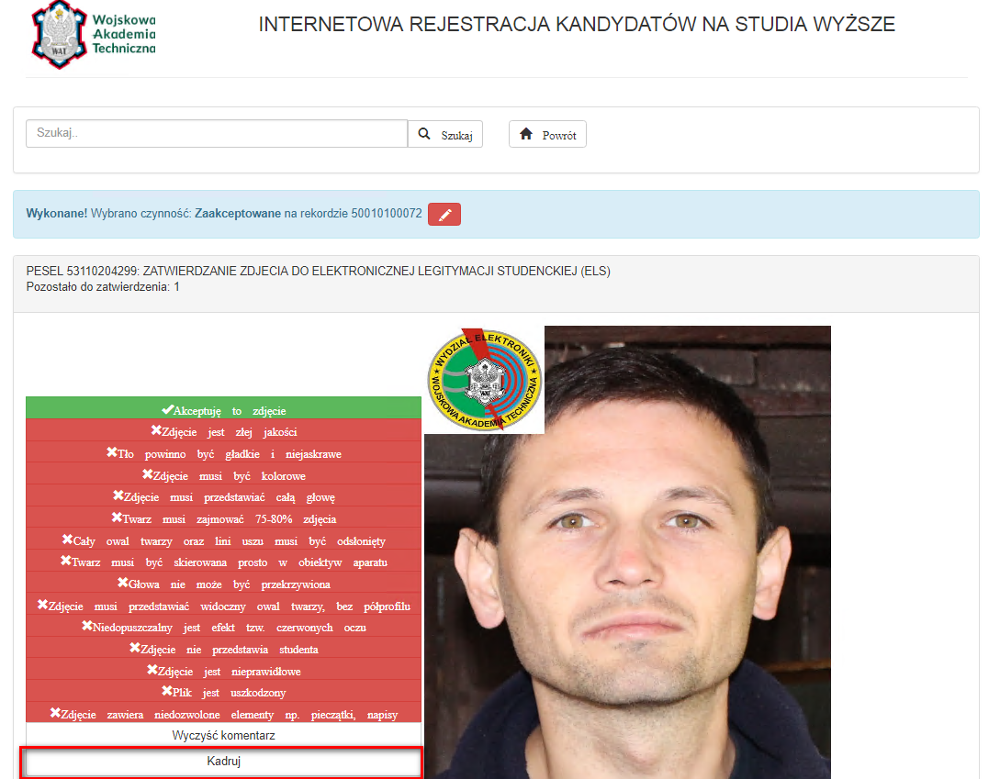 Wojskowa
Akademia
Techniczna
WAT
INTERNETOWA REJESTRACJA KANDYDATÓW NA STUDIA WYŻSZE
Szukaj..
Szukaj
Powrót
Wykonane! Wybrano czynność: Zaakceptowane na rekordzie 50010100072
PESEL 53110204299: ZATWIERDZANIE ZDJECIA DO ELEKTRONICZNEJ LEGITYMACJI STUDENCKIEJ (ELS)
Pozostało do zatwierdzenia: 1
WYDZIAŁ ELEKTRONIKI
WAT
WOJSKOWA AKADEMIA TECHNICZNA
Akceptuję to zdjęcie
Zdjęcie jest złej jakości
Tło powinno być gładkie i niejaskrawe
Zdjęcie musi być kolorowe
Zdjęcie musi przedstawiać całą głowę
Twarz musi zajmować 75-80% zdjęcia
Cały owal twarzy oraz lini uszu musi być odsłonięty
Twarz musi być skierowana prosto w obiektyw aparatu
Głowa nie może być przekrzywiona
Zdjęcie musi przedstawiać widoczny owal twarzy, bez półprofilu
Niedopuszczalny jest efekt tzw. czerwonych oczu
Zdjęcie nie przedstawia studenta
Zdjęcie jest nieprawidłowe
Plik jest uszkodzony
Zdjęcie zawiera niedozwolone elementy np. pieczątki, napisy
Wyczyść komentarz
Kadruj